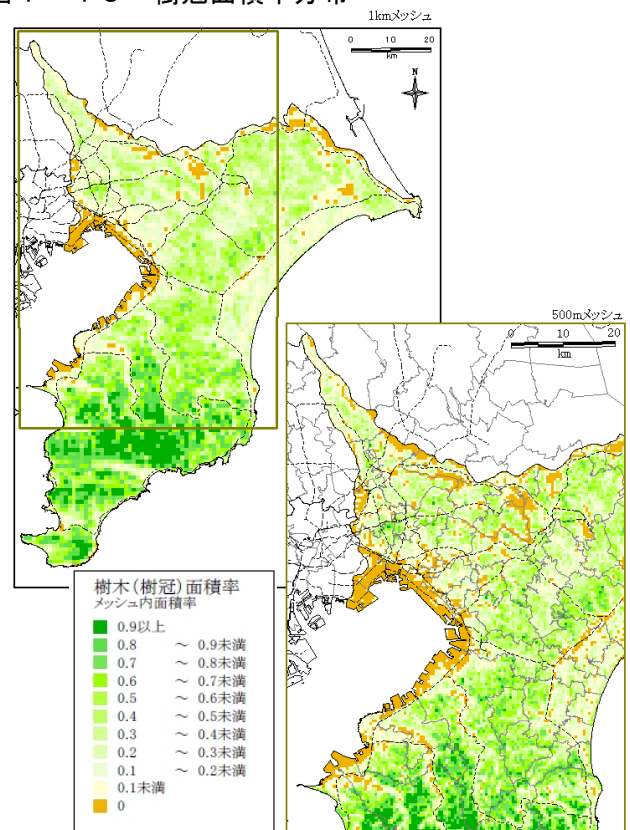 1kmメッシュ
0 10 20
km
N
500mメッシュ
0 10 20
km
樹木(樹冠)面積率
メッシュ内面積率
0.9以上
0.8 ～ 0.9未満
0.7 ～ 0.8未満
0.6 ～ 0.7未満
0.5 ～ 0.6未満
0.4 ～ 0.5未満
0.3 ～ 0.4未満
0.2 ～ 0.3未満
0.1 ～ 0.2未満
0.1未満
0